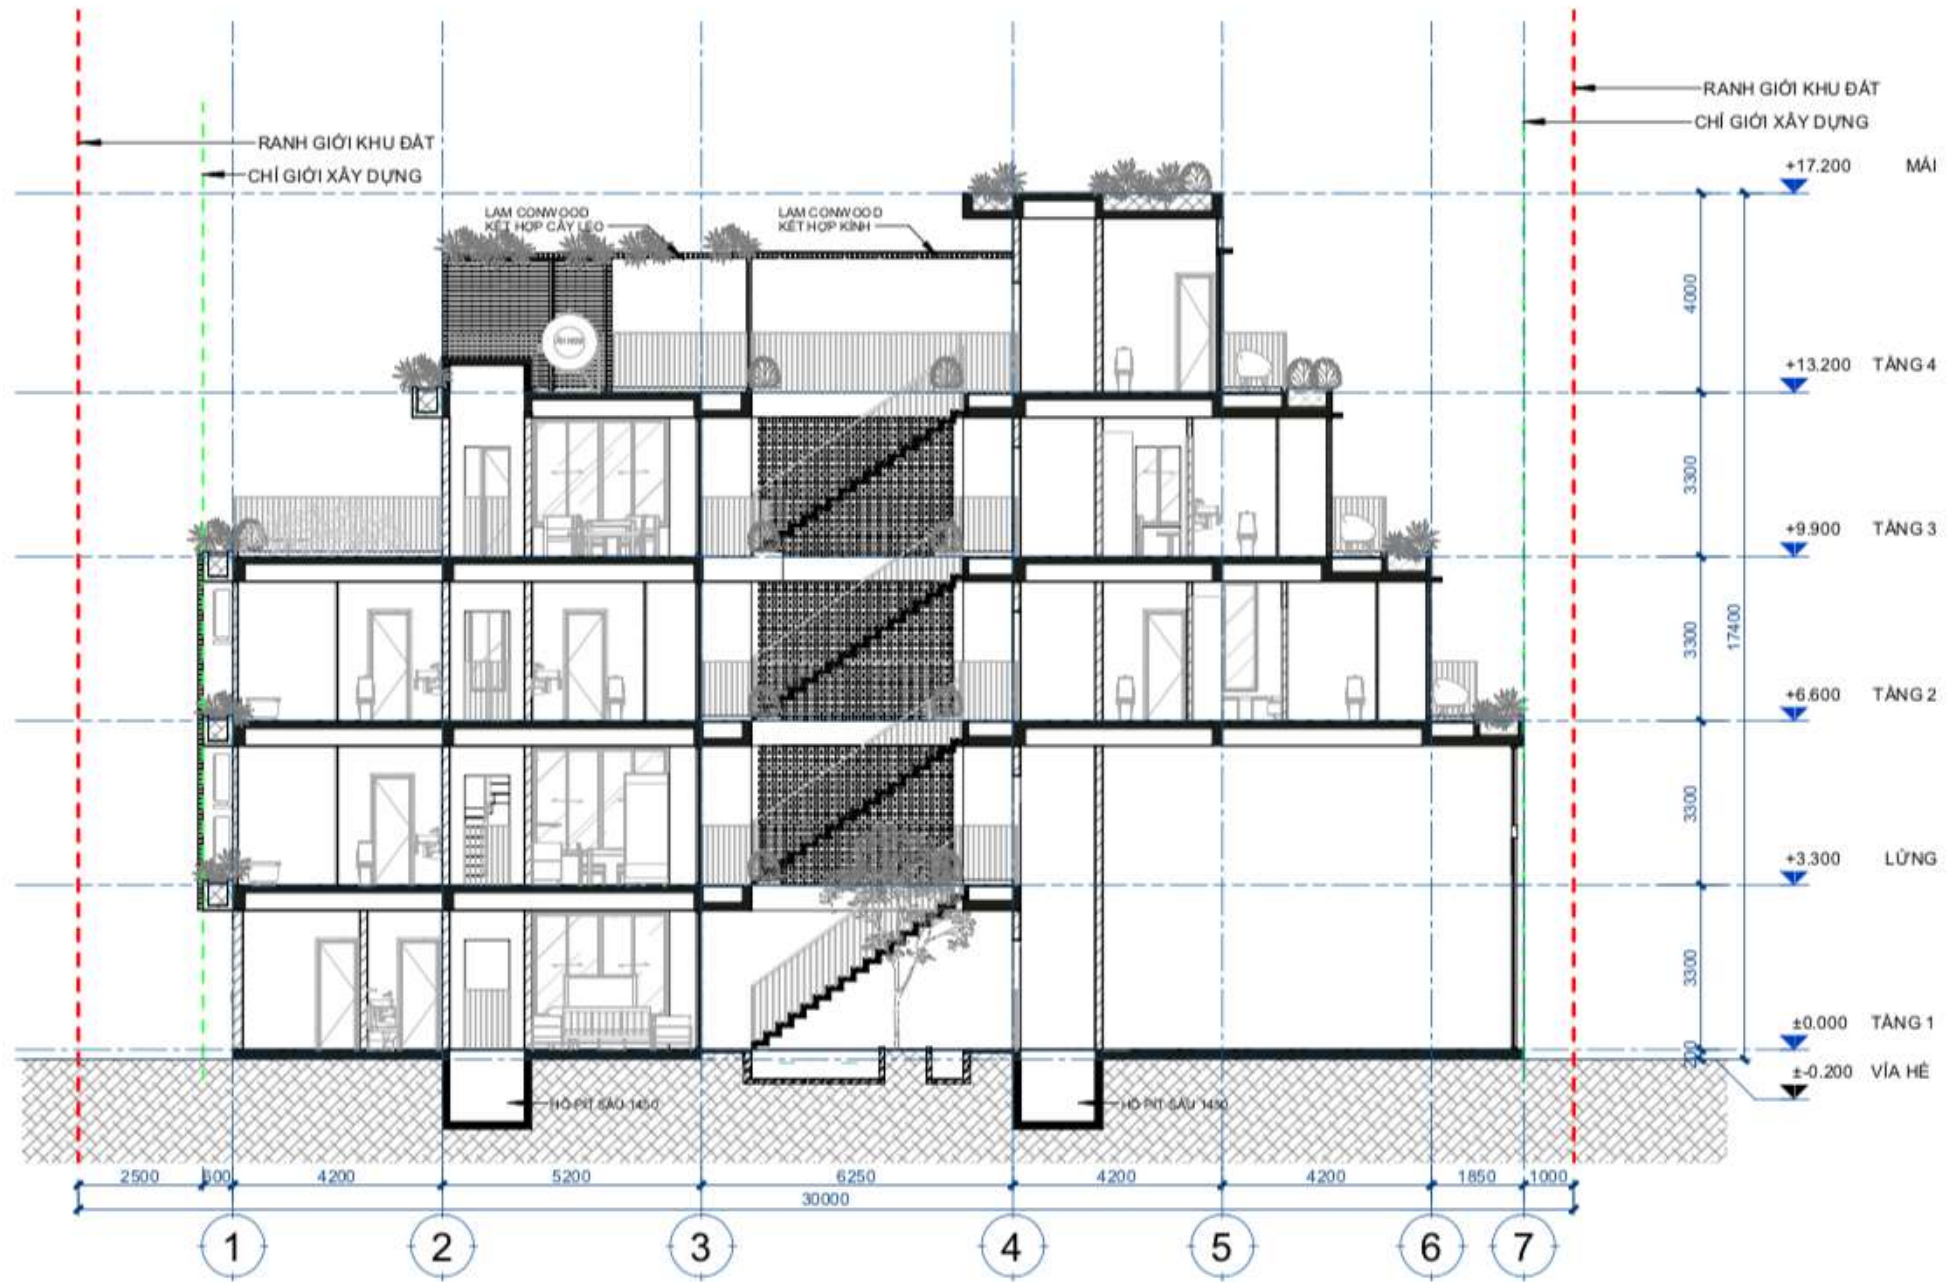 RANH GIỚI KHU ĐẤT
RANH GIỚI KHU ĐẤT
CHỈ GIỚI XÂY DỰNG
CHỈ GIỚI XÂY DỰNG
+17.200 MÁI
LAM CONWOOD
KẾT HỢP CÂY LEO
LAM CONWOOD
KẾT HỢP KÍNH
4000
+13.200 TẦNG 4
3300
+9.900 TẦNG 3
3300
17400
+6.600 TẦNG 2
3300
+3.300 LỬNG
3300
±0.000 TẦNG 1
200
±-0.200 VỈA HÈ
HỐ PIT SÂU 1450
HỐ PIT SÂU 1450
2500 600 4200 5200 6250 4200 4200 1850 1000
30000
1 2 3 4 5 6 7